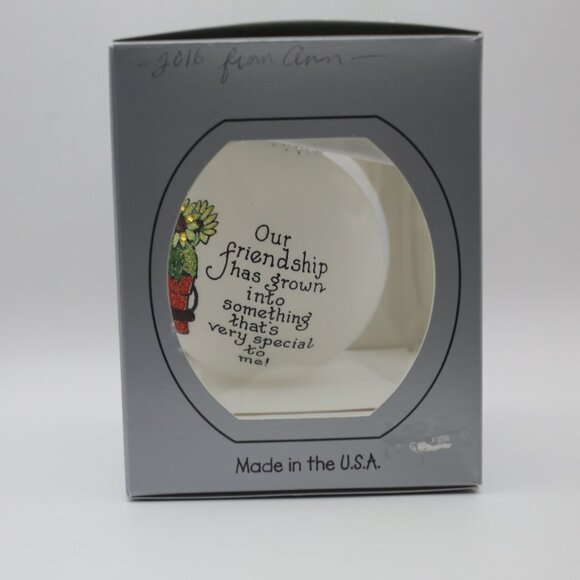 -2016 from Ann-
Our
friendship
has grown
into
something
that's
very special
to
me!
Made in the U.S.A.